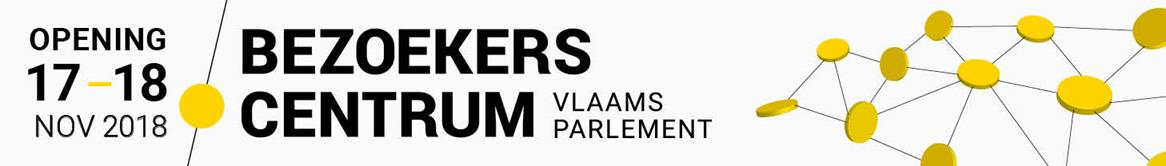 OPENING
17–18
NOV 2018
BEZOEKERS
CENTRUM
VLAAMS
PARLEMENT